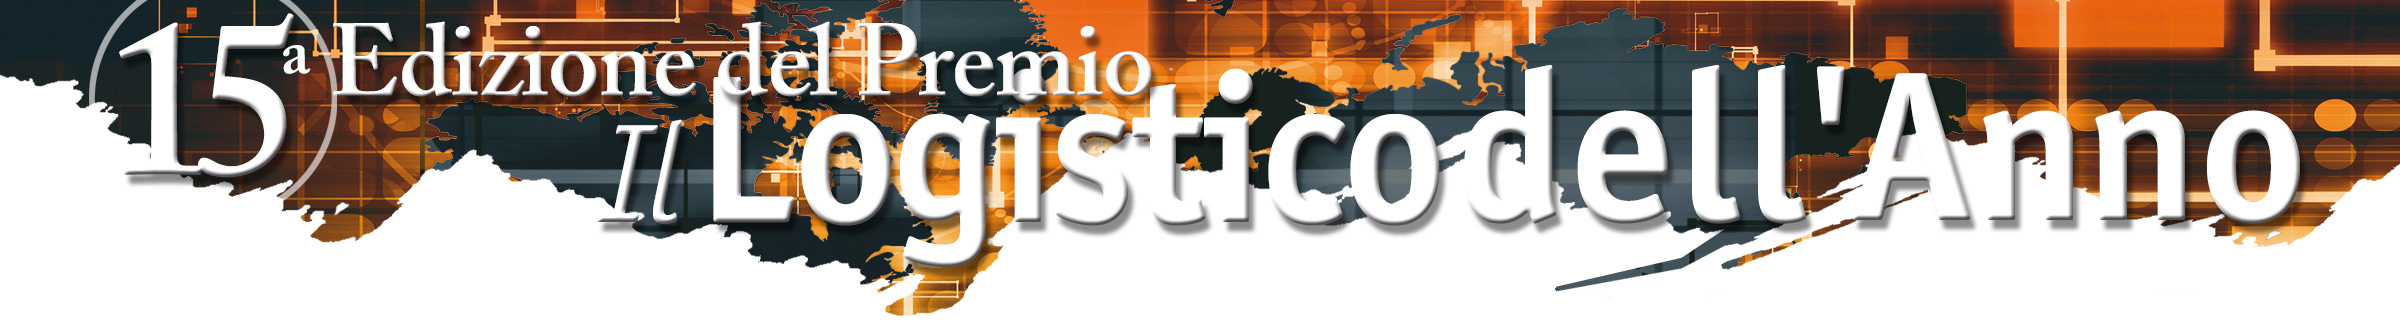 15ª Edizione del Premio
Il Logistico dell'Anno